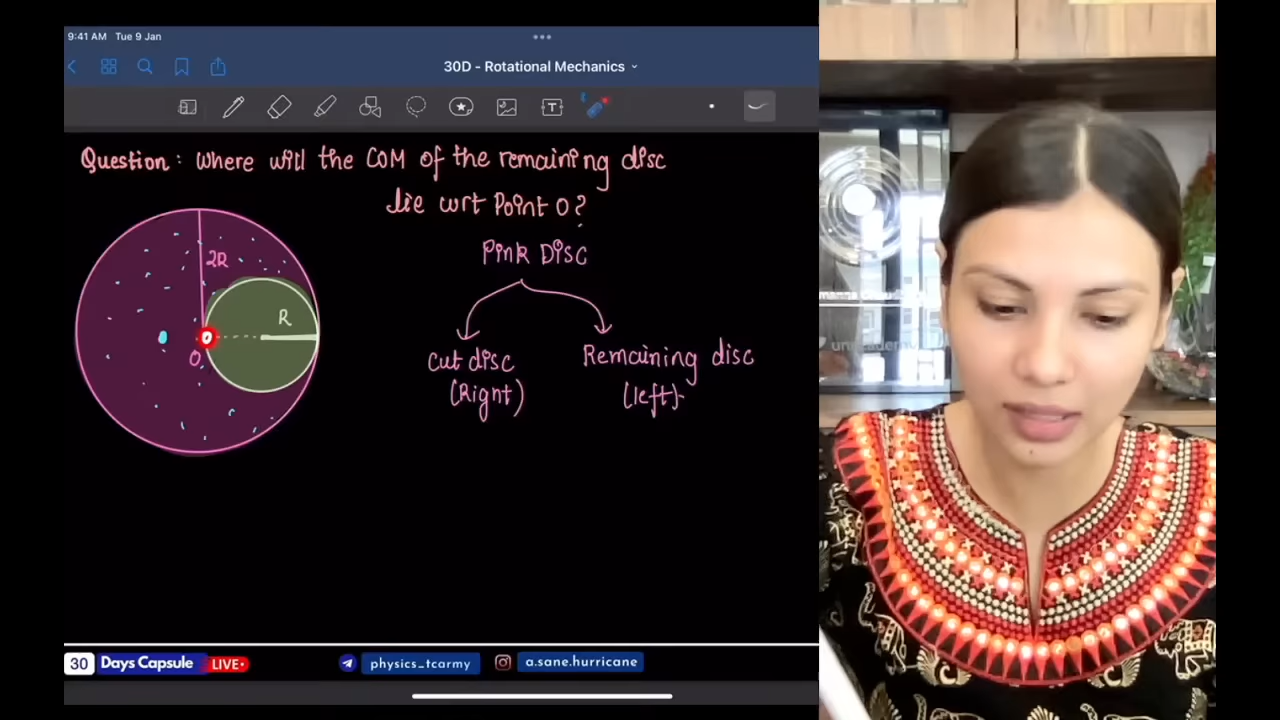 9:41 AM Tue 9 Jan
30D - Rotational Mechanics
T
Question: Where will the COM of the remaining disc
lie wrt Point O?
Pink Disc
2R
R
O
Cut disc
Remaining disc
(Right)
(left)
30 Days Capsule LIVE
physics_tcarmy
a.sane.hurricane